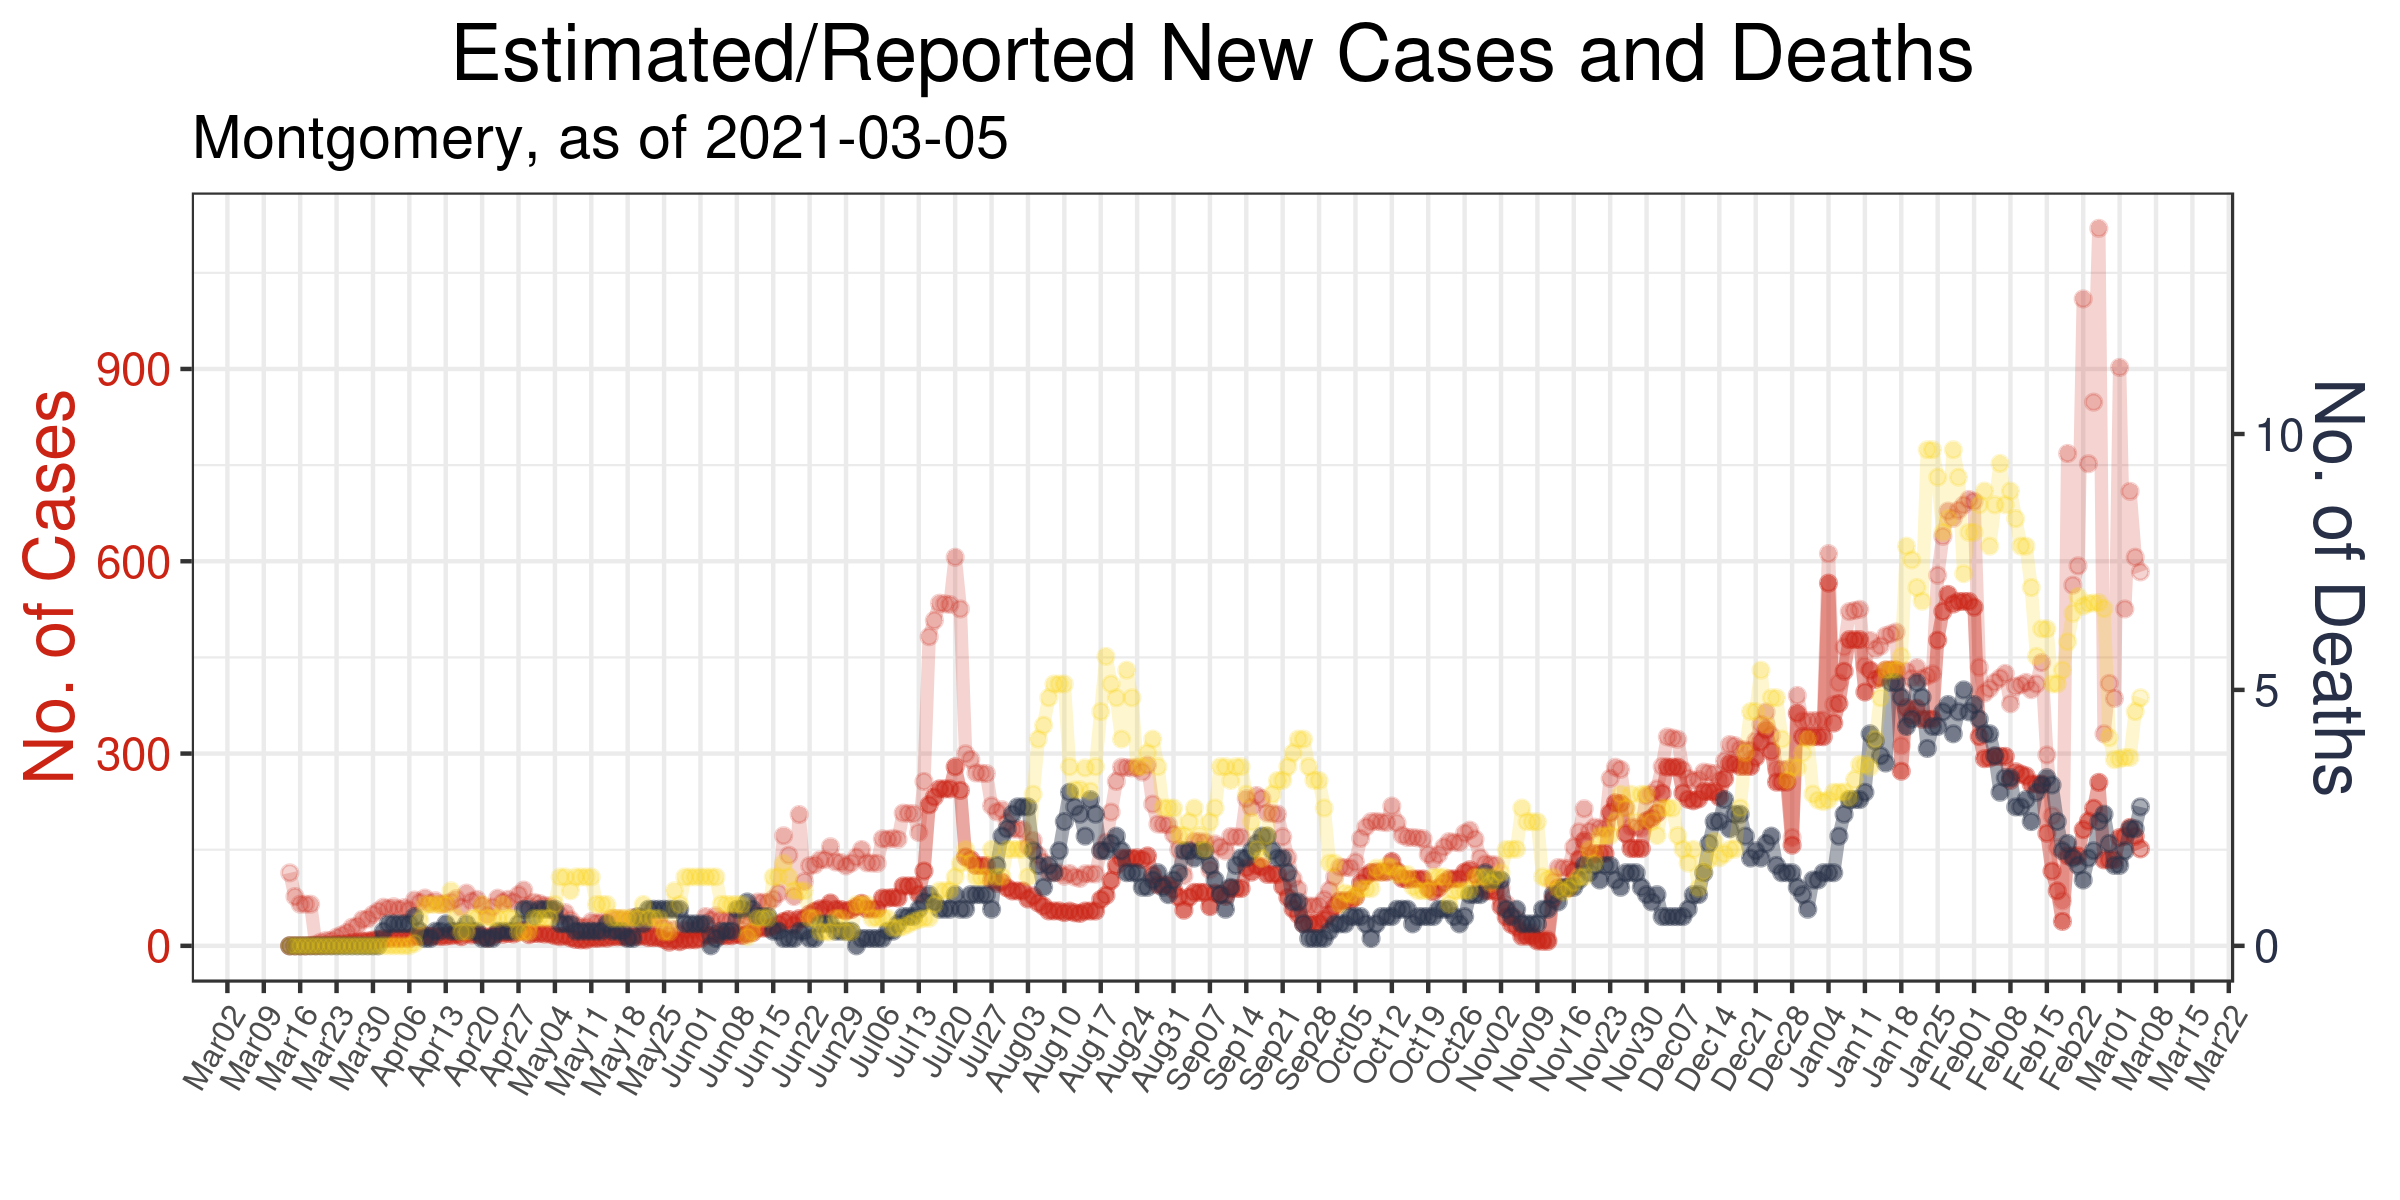 Estimated/Reported New Cases and Deaths
Montgomery, as of 2021-03-05
No. of Cases
900
600
300
0
10
5
0
No. of Deaths
Mar02
Mar09
Mar16
Mar23
Mar30
Apr06
Apr13
Apr20
Apr27
May04
May11
May18
May25
Jun01
Jun08
Jun15
Jun22
Jun29
Jul06
Jul13
Jul20
Jul27
Aug03
Aug10
Aug17
Aug24
Aug31
Sep07
Sep14
Sep21
Sep28
Oct05
Oct12
Oct19
Oct26
Nov02
Nov09
Nov16
Nov23
Nov30
Dec07
Dec14
Dec21
Dec28
Jan04
Jan11
Jan18
Jan25
Feb01
Feb08
Feb15
Feb22
Mar01
Mar08
Mar15
Mar22